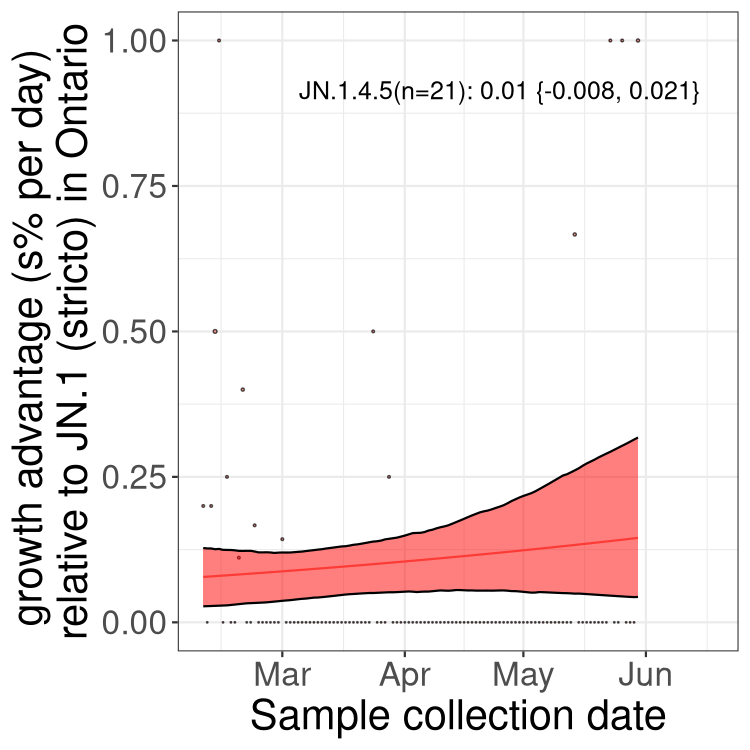 growth advantage (s% per day)
relative to JN.1 (stricto) in Ontario
1.00
0.75
0.50
0.25
0.00
JN.1.4.5(n=21): 0.01 {-0.008, 0.021}
Mar Apr May Jun
Sample collection date